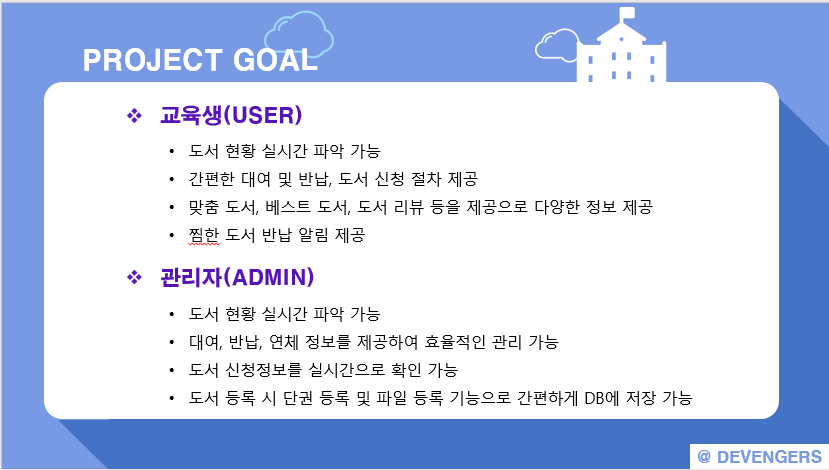 PROJECT GOAL
❖ 교육생(USER)
• 도서 현황 실시간 파악 가능
• 간편한 대여 및 반납, 도서 신청 절차 제공
• 맞춤 도서, 베스트 도서, 도서 리뷰 등을 제공으로 다양한 정보 제공
• 찜한 도서 반납 알림 제공
❖ 관리자(ADMIN)
• 도서 현황 실시간 파악 가능
• 대여, 반납, 연체 정보를 제공하여 효율적인 관리 가능
• 도서 신청정보를 실시간으로 확인 가능
• 도서 등록 시 단권 등록 및 파일 등록 기능으로 간편하게 DB에 저장 가능
@ DEVENGERS